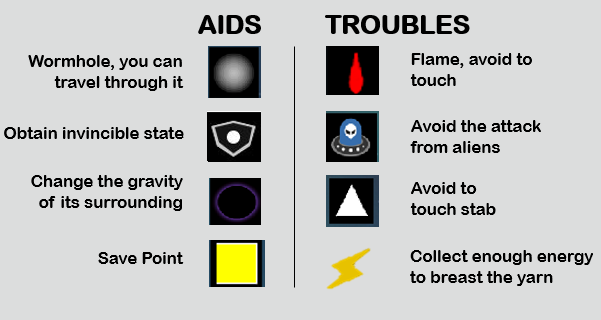 AIDS
Wormhole, you can
travel through it
Obtain invincible state
Change the gravity
of its surrounding
Save Point
TROUBLES
Flame, avoid to
touch
Avoid the attack
from aliens
Avoid to
touch stab
Collect enough energy
to breast the yarn